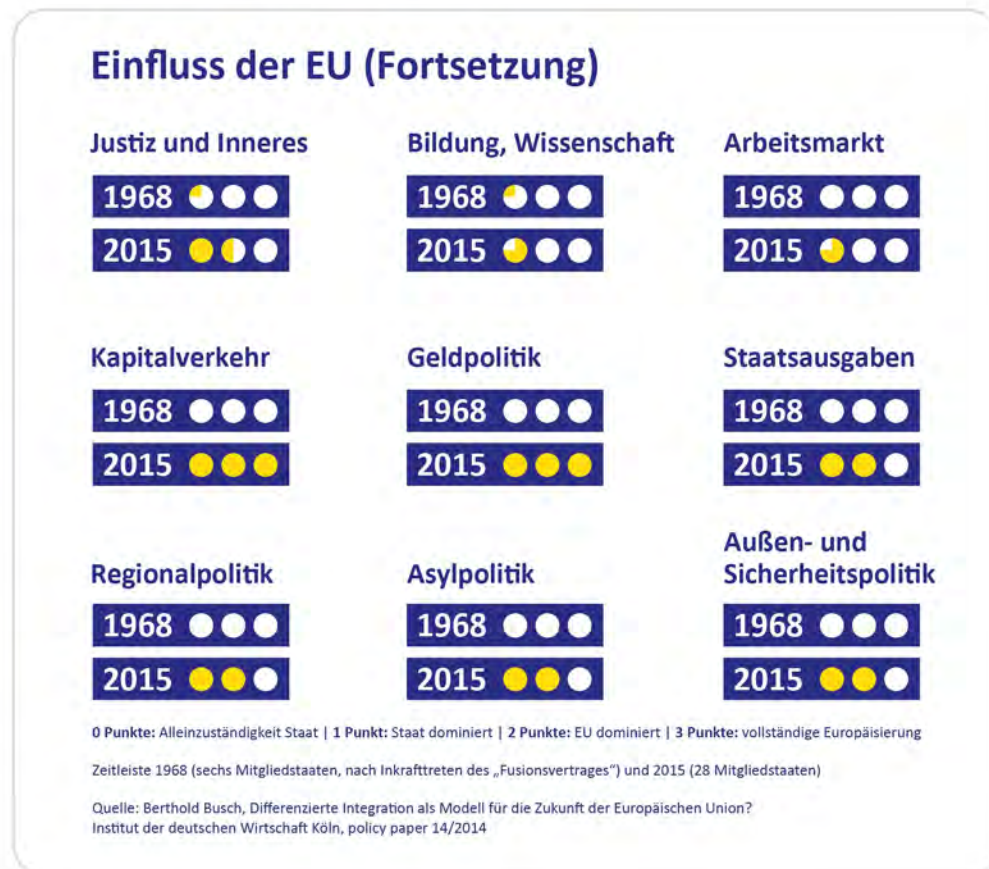 Einfluss der EU (Fortsetzung)
Justiz und Inneres
1968
2015
Bildung, Wissenschaft
1968
2015
Arbeitsmarkt
1968
2015
Kapitalverkehr
1968
2015
Geldpolitik
1968
2015
Staatsausgaben
1968
2015
Regionalpolitik
1968
2015
Asylpolitik
1968
2015
Außen- und
Sicherheitspolitik
1968
2015
0 Punkte: Alleinzuständigkeit Staat | 1 Punkt: Staat dominiert | 2 Punkte: EU dominiert | 3 Punkte: vollständige Europäisierung
Zeitleiste 1968 (sechs Mitgliedstaaten, nach Inkrafttreten des „Fusionsvertrages“) und 2015 (28 Mitgliedstaaten)
Quelle: Berthold Busch, Differenzierte Integration als Modell für die Zukunft der Europäischen Union?
Institut der deutschen Wirtschaft Köln, policy paper 14/2014